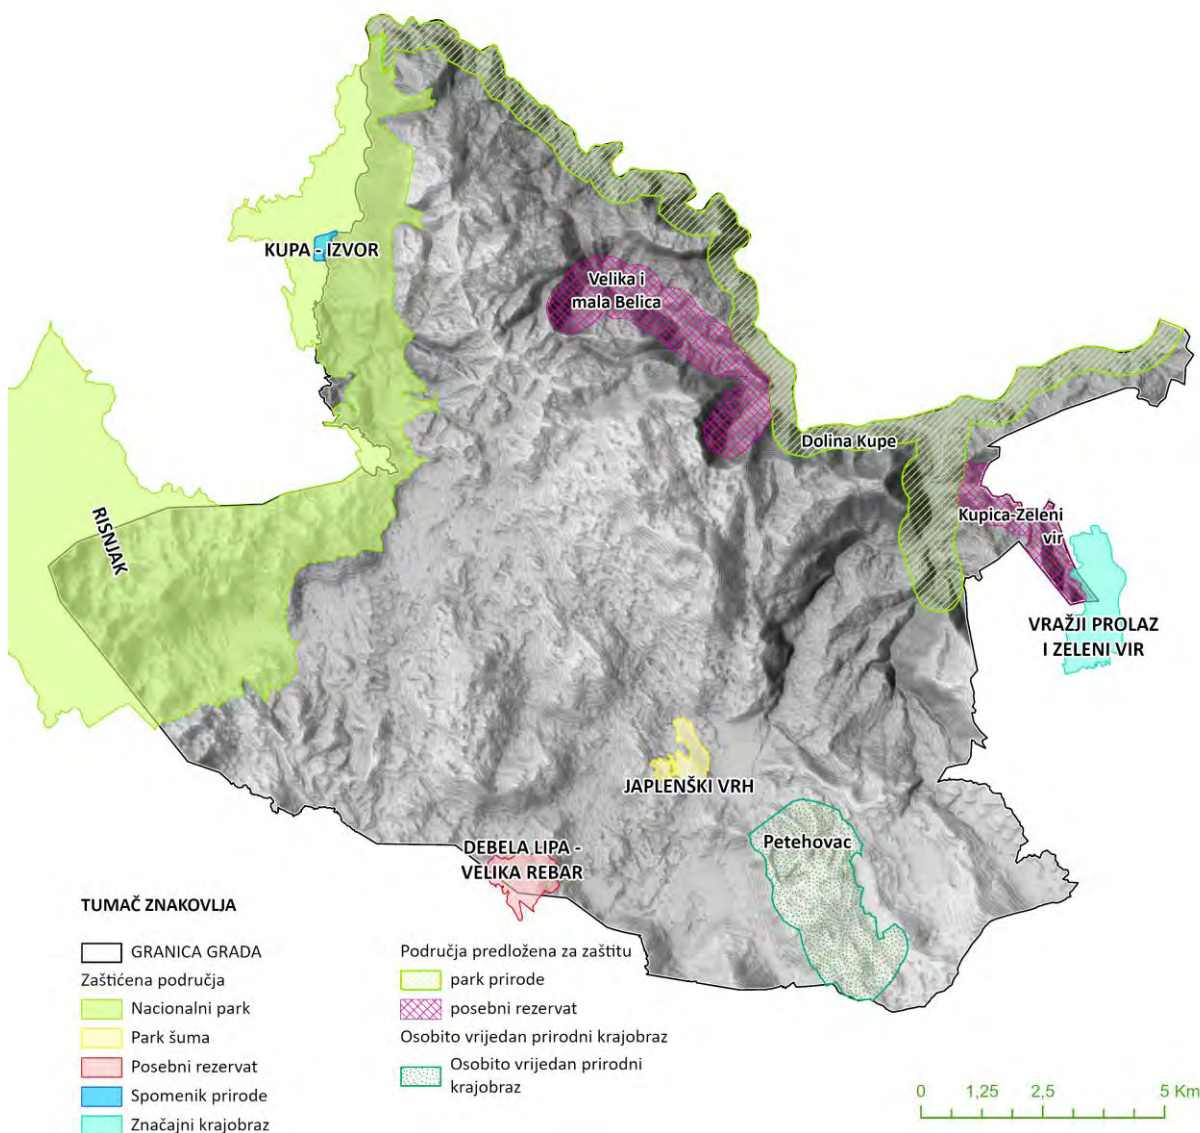 KUPA - IZVOR
Velika i
mala Belica
Dolina Kupe
RISNJAK
Kupica-Zeleni
vir
VRAŽJI PROLAZ
I ZELENI VIR
JAPLENŠKI VRH
Petehovac
DEBELA LIPA -
VELIKA REBAR
TUMAČ ZNAKOVLJA
GRANICA GRADA
Zaštićena područja
Nacionalni park
Park šuma
Posebni rezervat
Spomenik prirode
Značajni krajobraz
Područja predložena za zaštitu
park prirode
posebni rezervat
Osobito vrijedan prirodni krajobraz
Osobito vrijedan prirodni
krajobraz
0 1,25 2,5 5 Km